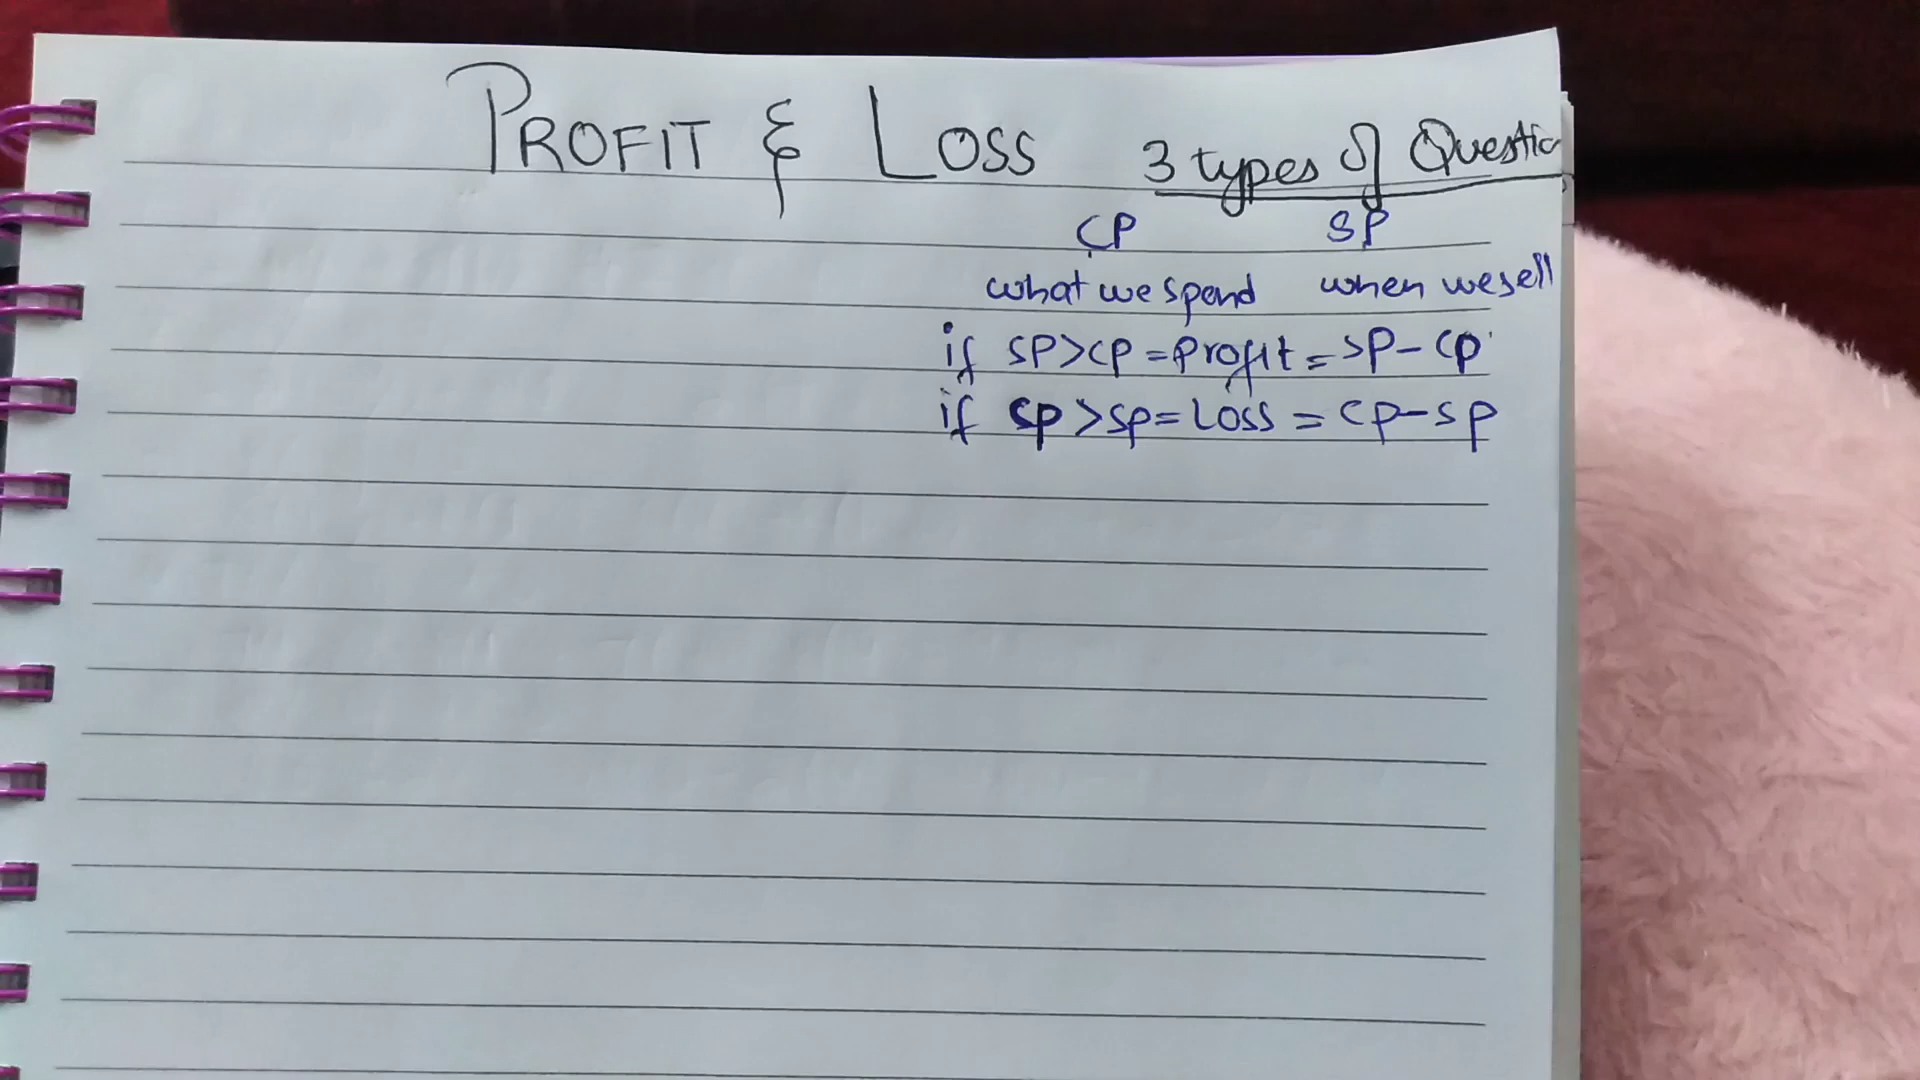 PROFIT & LOSS 3 types of Questio
CP SP
what we spend when we sell
if SP>CP = Profit = SP - CP
if CP > SP = LOSS = CP - SP